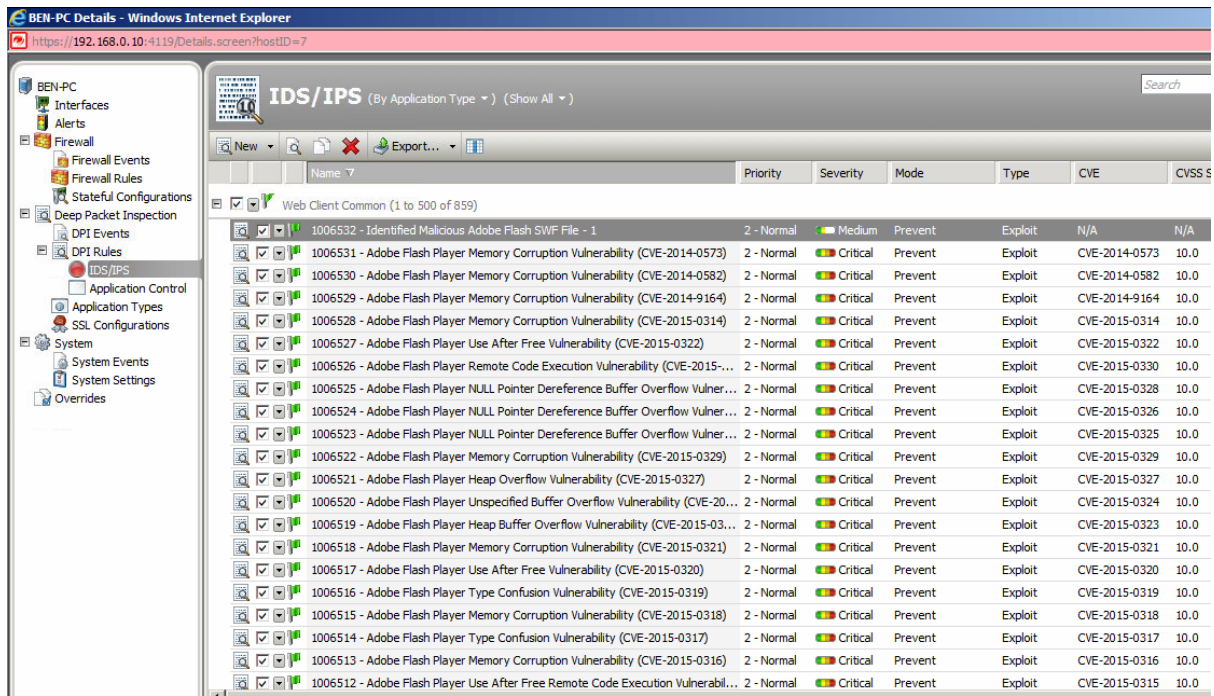 BEN-PC Details - Windows Internet Explorer
https://192.168.0.10:4119/Details.screen?hostID=7
BEN-PC
Interfaces
Alerts
Firewall
Firewall Events
Firewall Rules
Stateful Configurations
Deep Packet Inspection
DPI Events
DPI Rules
IDS/IPS
Application Control
Application Types
SSL Configurations
System
System Events
System Settings
Overrides
IDS/IPS (By Application Type) (Show All)
Search
New Export...
Name Priority Severity Mode Type CVE CVSS S
Web Client Common (1 to 500 of 859)
1006532 - Identified Malicious Adobe Flash SWF File - 1 2 - Normal Medium Prevent Exploit N/A N/A
1006531 - Adobe Flash Player Memory Corruption Vulnerability (CVE-2014-0573) 2 - Normal Critical Prevent Exploit CVE-2014-0573 10.0
1006530 - Adobe Flash Player Memory Corruption Vulnerability (CVE-2014-0582) 2 - Normal Critical Prevent Exploit CVE-2014-0582 10.0
1006529 - Adobe Flash Player Memory Corruption Vulnerability (CVE-2014-9164) 2 - Normal Critical Prevent Exploit CVE-2014-9164 10.0
1006528 - Adobe Flash Player Memory Corruption Vulnerability (CVE-2015-0314) 2 - Normal Critical Prevent Exploit CVE-2015-0314 10.0
1006527 - Adobe Flash Player Use After Free Vulnerability (CVE-2015-0322) 2 - Normal Critical Prevent Exploit CVE-2015-0322 10.0
1006526 - Adobe Flash Player Remote Code Execution Vulnerability (CVE-2015-... 2 - Normal Critical Prevent Exploit CVE-2015-0330 10.0
1006525 - Adobe Flash Player NULL Pointer Dereference Buffer Overflow Vulner... 2 - Normal Critical Prevent Exploit CVE-2015-0328 10.0
1006524 - Adobe Flash Player NULL Pointer Dereference Buffer Overflow Vulner... 2 - Normal Critical Prevent Exploit CVE-2015-0326 10.0
1006523 - Adobe Flash Player NULL Pointer Dereference Buffer Overflow Vulner... 2 - Normal Critical Prevent Exploit CVE-2015-0325 10.0
1006522 - Adobe Flash Player Memory Corruption Vulnerability (CVE-2015-0329) 2 - Normal Critical Prevent Exploit CVE-2015-0329 10.0
1006521 - Adobe Flash Player Heap Overflow Vulnerability (CVE-2015-0327) 2 - Normal Critical Prevent Exploit CVE-2015-0327 10.0
1006520 - Adobe Flash Player Unspecified Buffer Overflow Vulnerability (CVE-20... 2 - Normal Critical Prevent Exploit CVE-2015-0324 10.0
1006519 - Adobe Flash Player Heap Buffer Overflow Vulnerability (CVE-2015-03... 2 - Normal Critical Prevent Exploit CVE-2015-0323 10.0
1006518 - Adobe Flash Player Memory Corruption Vulnerability (CVE-2015-0321) 2 - Normal Critical Prevent Exploit CVE-2015-0321 10.0
1006517 - Adobe Flash Player Use After Free Vulnerability (CVE-2015-0320) 2 - Normal Critical Prevent Exploit CVE-2015-0320 10.0
1006516 - Adobe Flash Player Type Confusion Vulnerability (CVE-2015-0319) 2 - Normal Critical Prevent Exploit CVE-2015-0319 10.0
1006515 - Adobe Flash Player Memory Corruption Vulnerability (CVE-2015-0318) 2 - Normal Critical Prevent Exploit CVE-2015-0318 10.0
1006514 - Adobe Flash Player Type Confusion Vulnerability (CVE-2015-0317) 2 - Normal Critical Prevent Exploit CVE-2015-0317 10.0
1006513 - Adobe Flash Player Memory Corruption Vulnerability (CVE-2015-0316) 2 - Normal Critical Prevent Exploit CVE-2015-0316 10.0
1006512 - Adobe Flash Player Use After Free Remote Code Execution Vulnerabil... 2 - Normal Critical Prevent Exploit CVE-2015-0315 10.0